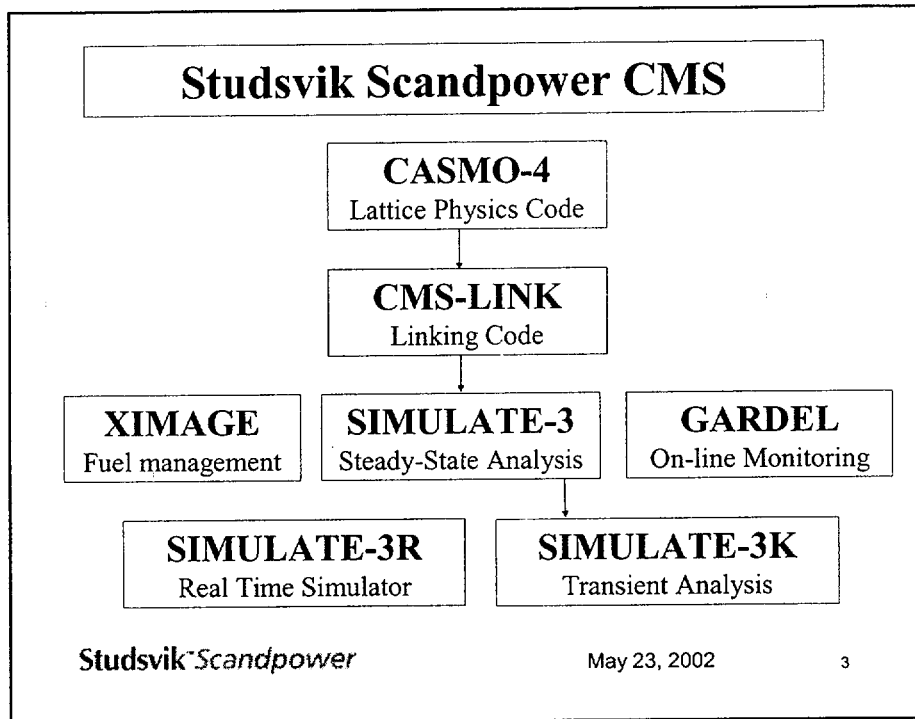 Studsvik Scandpower CMS
CASMO-4
Lattice Physics Code
CMS-LINK
Linking Code
XIMAGE
Fuel management
SIMULATE-3
Steady-State Analysis
GARDEL
On-line Monitoring
SIMULATE-3R
Real Time Simulator
SIMULATE-3K
Transient Analysis
Studsvik Scandpower
May 23, 2002
3